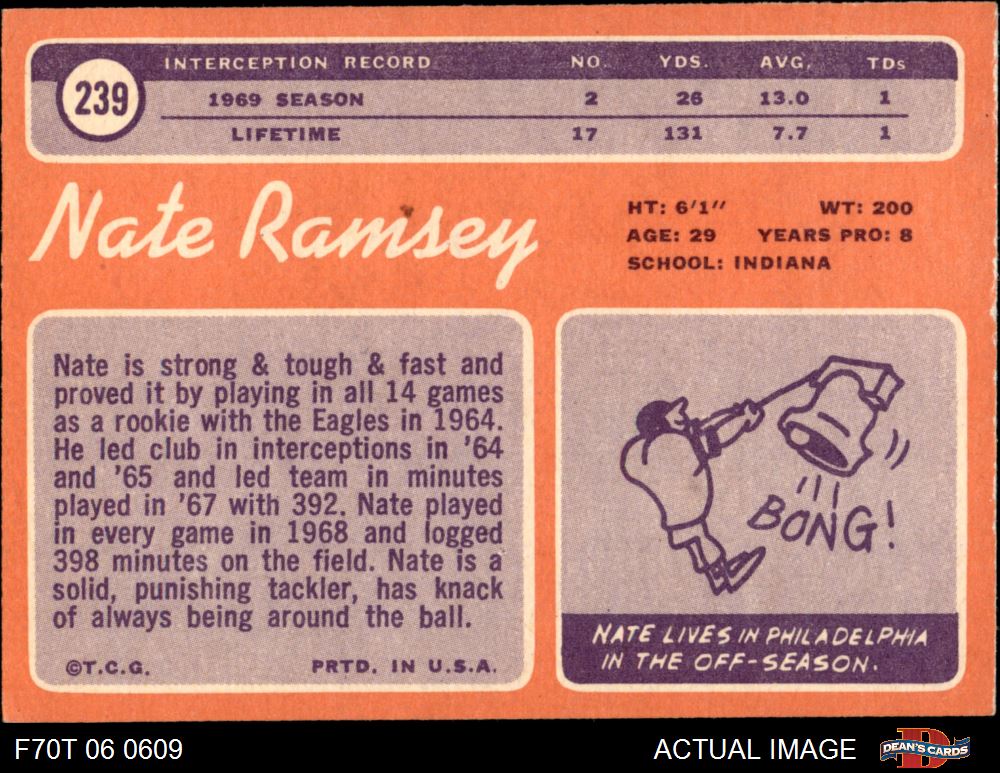 239
INTERCEPTION RECORD NO. YDS. AVG. TDs
1969 SEASON 2 26 13.0 1
LIFETIME 17 131 7.7 1
Nate Ramsey
HT: 6'1" WT: 200
AGE: 29 YEARS PRO: 8
SCHOOL: INDIANA
Nate is strong & tough & fast and
proved it by playing in all 14 games
as a rookie with the Eagles in 1964.
He led club in interceptions in '64
and '65 and led team in minutes
played in '67 with 392. Nate played
in every game in 1968 and logged
398 minutes on the field. Nate is a
solid, punishing tackler, has knack
of always being around the ball.
©T.C.G. PRTD. IN U.S.A.
BONG!
NATE LIVES IN PHILADELPHIA
IN THE OFF-SEASON.
F70T 06 0609 ACTUAL IMAGE D DEAN'S CARDS